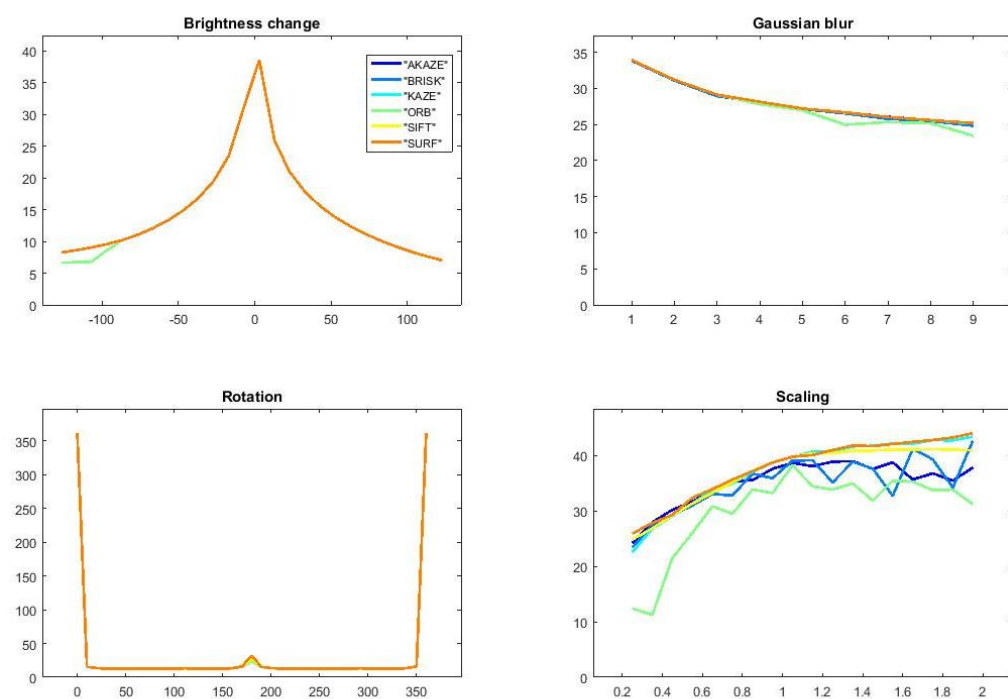 Brightness change
40
35
30
25
20
15
10
5
0
-100 -50 0 50 100
"AKAZE"
"BRISK"
"KAZE"
"ORB"
"SIFT"
"SURF"
Gaussian blur
35
30
25
20
15
10
5
0
1 2 3 4 5 6 7 8 9
Rotation
350
300
250
200
150
100
50
0
0 50 100 150 200 250 300 350
Scaling
40
30
20
10
0
0.2 0.4 0.6 0.8 1 1.2 1.4 1.6 1.8 2